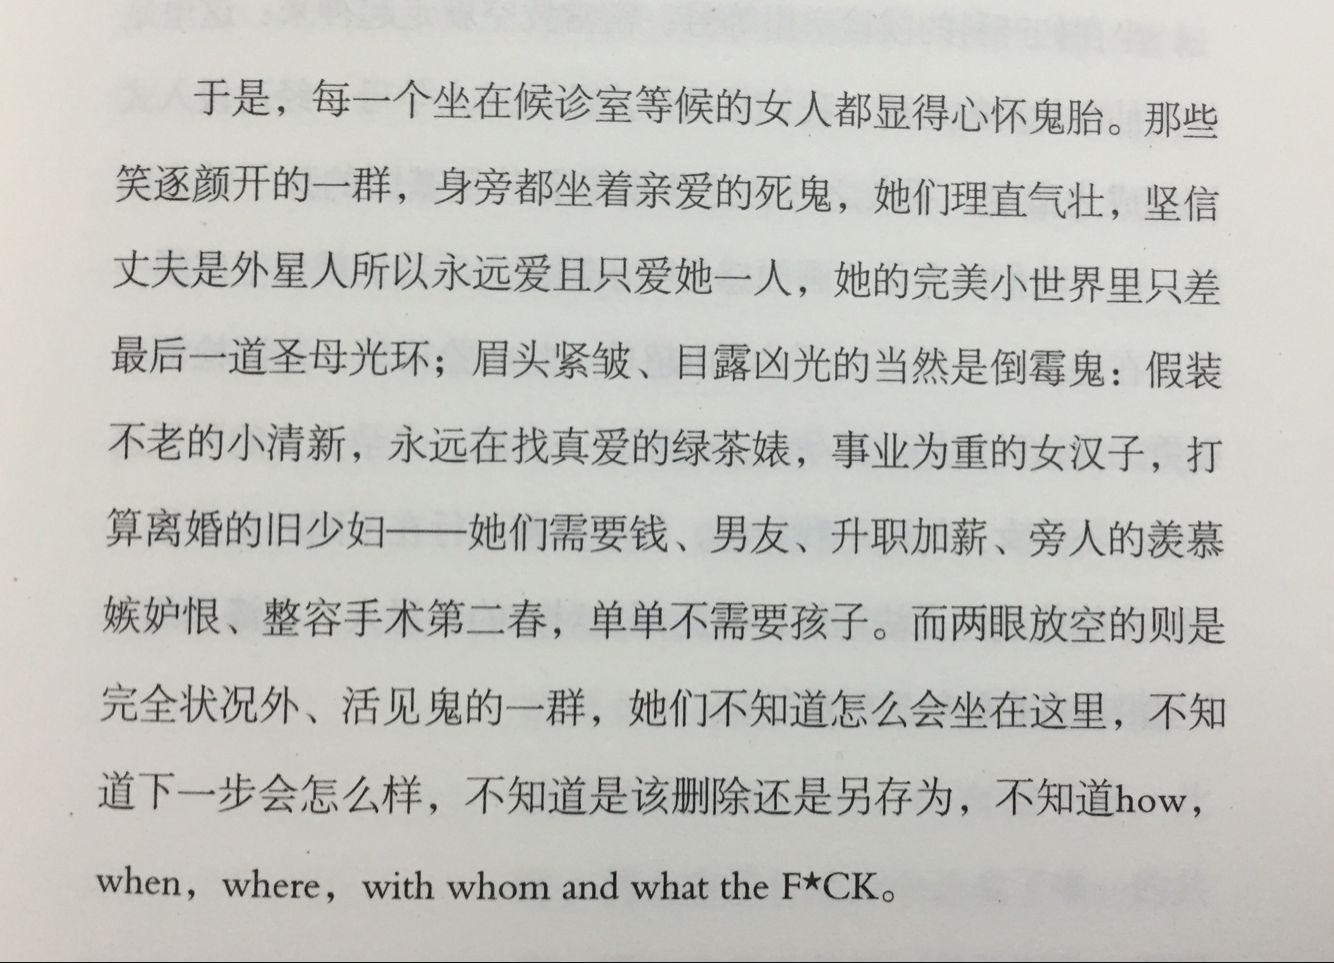 于是，每一个坐在候诊室等候的女人都显得心怀鬼胎。那些
笑逐颜开的一群，身旁都坐着亲爱的死鬼，她们理直气壮，坚信
丈夫是外星人所以永远爱且只爱她一人，她的完美小世界里只差
最后一道圣母光环；眉头紧皱、目露凶光的当然是倒霉鬼：假装
不老的小清新，永远在找真爱的绿茶婊，事业为重的女汉子，打
算离婚的旧少妇——她们需要钱、男友、升职加薪、旁人的羡慕
嫉妒恨、整容手术第二春，单单不需要孩子。而两眼放空的则是
完全状况外、活见鬼的一群，她们不知道怎么会坐在这里，不知
道下一步会怎么样，不知道是该删除还是另存为，不知道how，
when，where，with whom and what the F★CK。